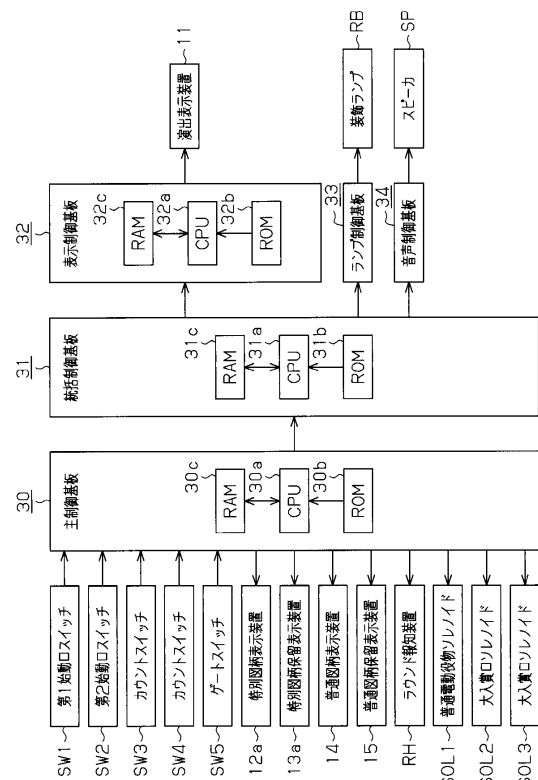 SW1 第1始動口スイッチ
SW2 第2始動口スイッチ
SW3 カウントスイッチ
SW4 カウントスイッチ
SW5 ゲートスイッチ
12a 特別図柄表示装置
13a 特別図柄保留表示装置
14 普通図柄表示装置
15 普通図柄保留表示装置
RH ラウンド報知装置
SOL1 普通電動役物ソレノイド
SOL2 大入賞口ソレノイド
SOL3 大入賞口ソレノイド
30
主制御基板
RAM 30c
CPU 30a
ROM 30b
31
統括制御基板
RAM 31c
CPU 31a
ROM 31b
32
表示制御基板
RAM 32c
CPU 32a
ROM 32b
演出表示装置 11
ランプ制御基板 33
装飾ランプ RB
音声制御基板 34
スピーカ SP